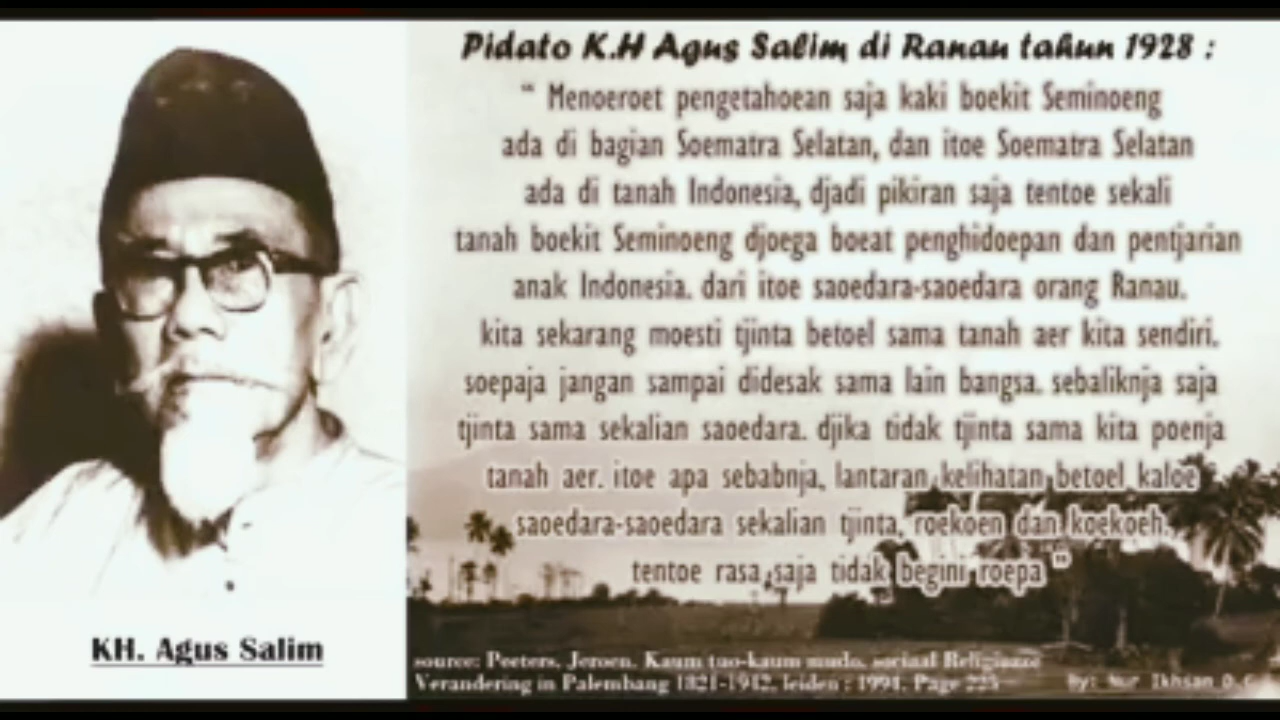 Pidato K.H Agus Salim di Ranau tahun 1928 :
“ Menoeroet pengetahoean saja kaki boekit Seminoeng
ada di bagian Soematra Selatan, dan itoe Soematra Selatan
ada di tanah Indonesia, djadi pikiran saja tentoe sekali
tanah boekit Seminoeng djoega boeat penghidoepan dan pentjarian
anak Indonesia. dari itoe saoedara-saoedara orang Ranau.
kita sekarang moesti tjinta betoel sama tanah aer kita sendiri.
soepaja jangan sampai didesak sama lain bangsa. sebaliknja saja
tjinta sama sekalian saoedara. djika tidak tjinta sama kita poenja
tanah aer. itoe apa sebabnja, lantaran kelihatan betoel kaloe
saoedara-saoedara sekalian tjinta, roekoen dan koekoeh.
tentoe rasa saja tidak begini roepa ”
KH. Agus Salim
source: Peeters, Jeroen. Kaum tuo-kaum mudo, sociaal Religieuze
Verandering in Palembang 1821-1942, leiden : 1991. Page 225
By: Nur Ikhsan D.C